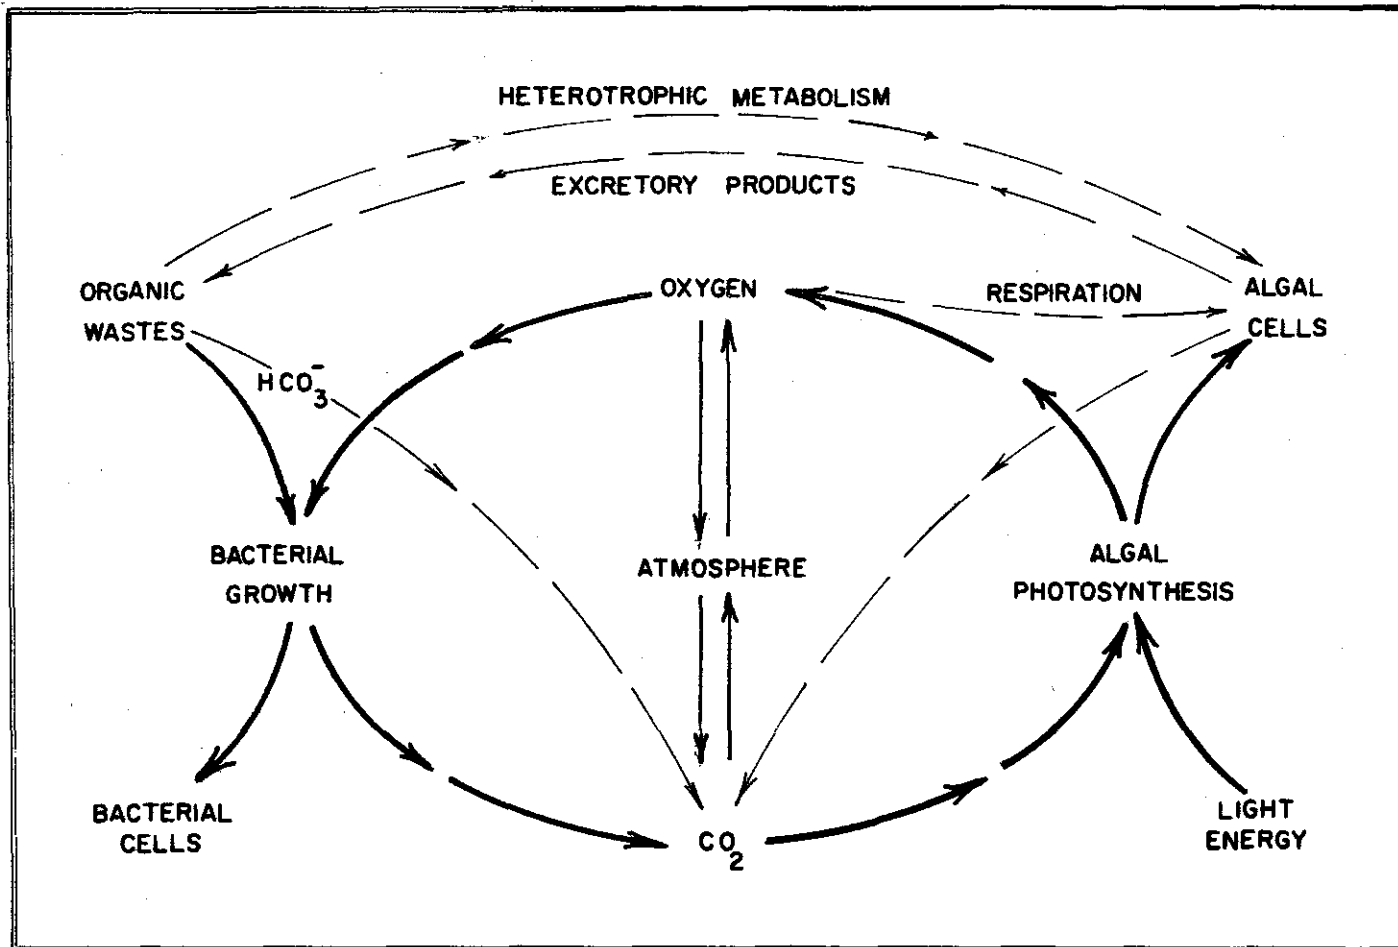 HETEROTROPHIC METABOLISM
EXCRETORY PRODUCTS
ORGANIC
WASTES
OXYGEN
RESPIRATION
ALGAL
CELLS
HCO3-
BACTERIAL
GROWTH
ATMOSPHERE
ALGAL
PHOTOSYNTHESIS
BACTERIAL
CELLS
CO2
LIGHT
ENERGY